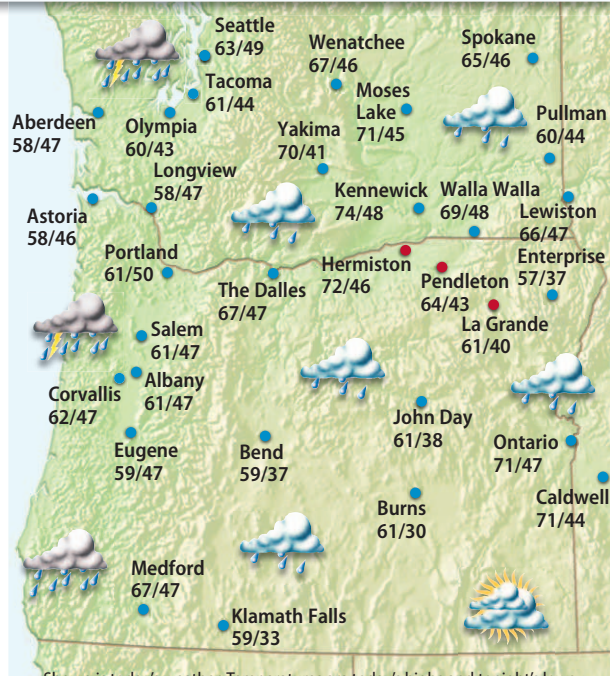 Seattle
63/49
Wenatchee
67/46
Spokane
65/46
Tacoma
61/44
Moses
Lake
71/45
Aberdeen
58/47
Olympia
60/43
Yakima
70/41
Pullman
60/44
Longview
58/47
Kennewick
74/48
Walla Walla
69/48
Lewiston
66/47
Astoria
58/46
Portland
61/50
The Dalles
67/47
Hermiston
72/46
Pendleton
64/43
Enterprise
57/37
La Grande
61/40
Salem
61/47
Corvallis
62/47
Albany
61/47
John Day
61/38
Ontario
71/47
Eugene
59/47
Bend
59/37
Burns
61/30
Caldwell
71/44
Medford
67/47
Klamath Falls
59/33